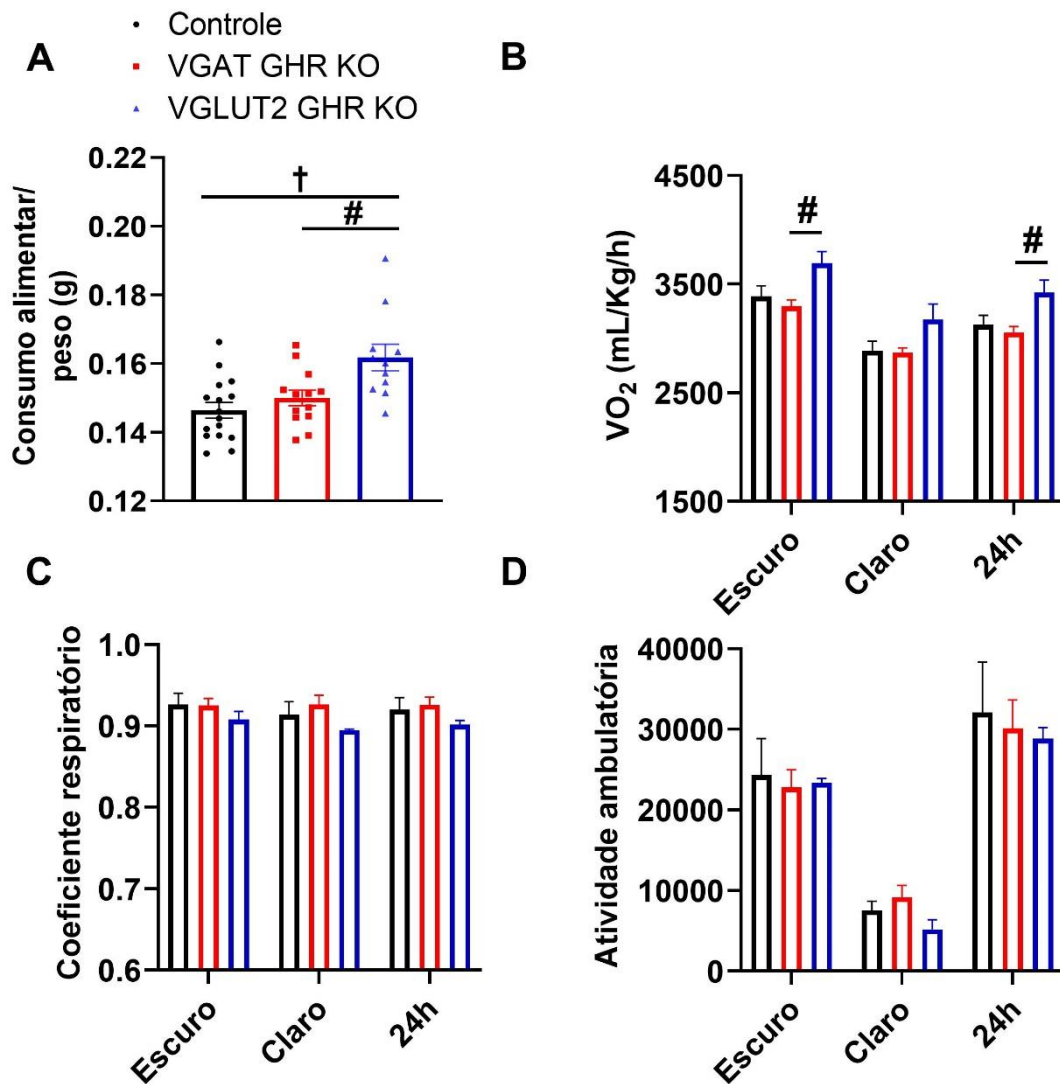 A
Controle
VGAT GHR KO
VGLUT2 GHR KO
Consumo alimentar/
peso (g)
0.22
0.20
0.18
0.16
0.14
0.12
†
#
B
VO₂ (mL/Kg/h)
4500
3500
2500
1500
#
#
Escuro
Claro
24h
C
Coeficiente respiratório
1.0
0.9
0.8
0.7
0.6
Escuro
Claro
24h
D
Atividade ambulatória
40000
30000
20000
10000
0
Escuro
Claro
24h